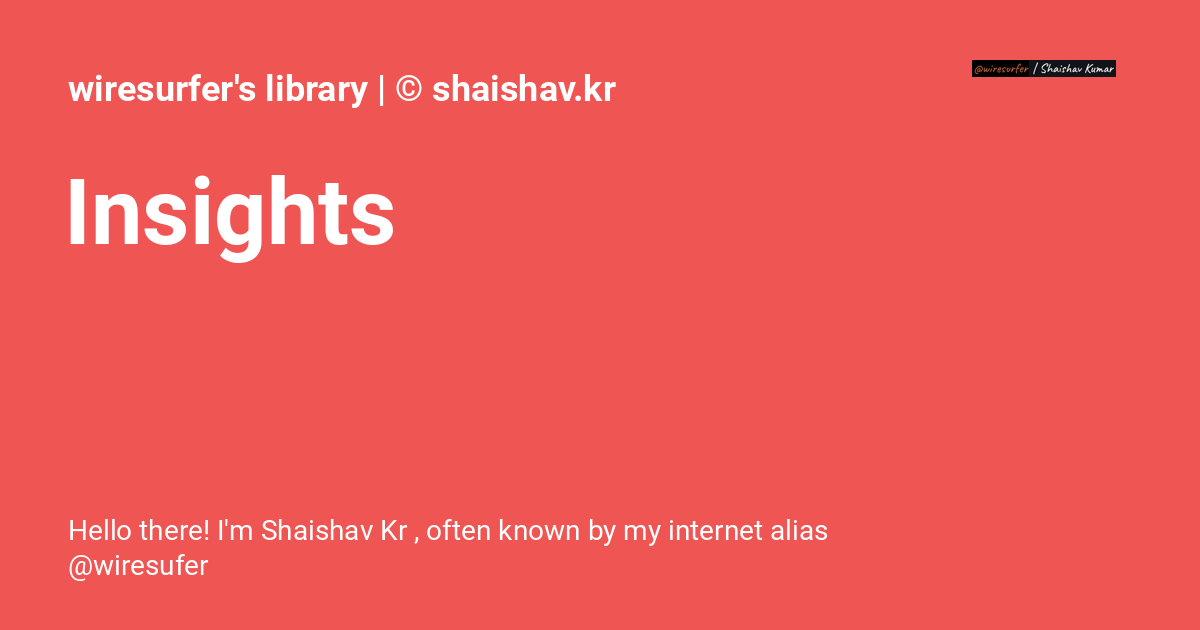 wiresurfer's library | © shaishav.kr
@wiresurfer | Shaishav Kumar
Insights
Hello there! I'm Shaishav Kr , often known by my internet alias
@wiresufer